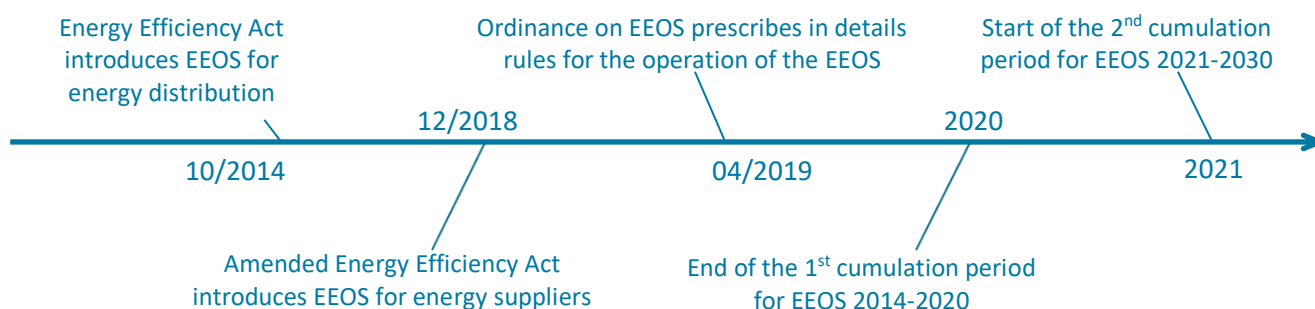 Energy Efficiency Act
introduces EEOS for
energy distribution
10/2014
12/2018
Amended Energy Efficiency Act
introduces EEOS for energy suppliers
Ordinance on EEOS prescribes in details
rules for the operation of the EEOS
04/2019
2020
End of the 1st cumulation period
for EEOS 2014-2020
Start of the 2nd cumulation
period for EEOS 2021-2030
2021